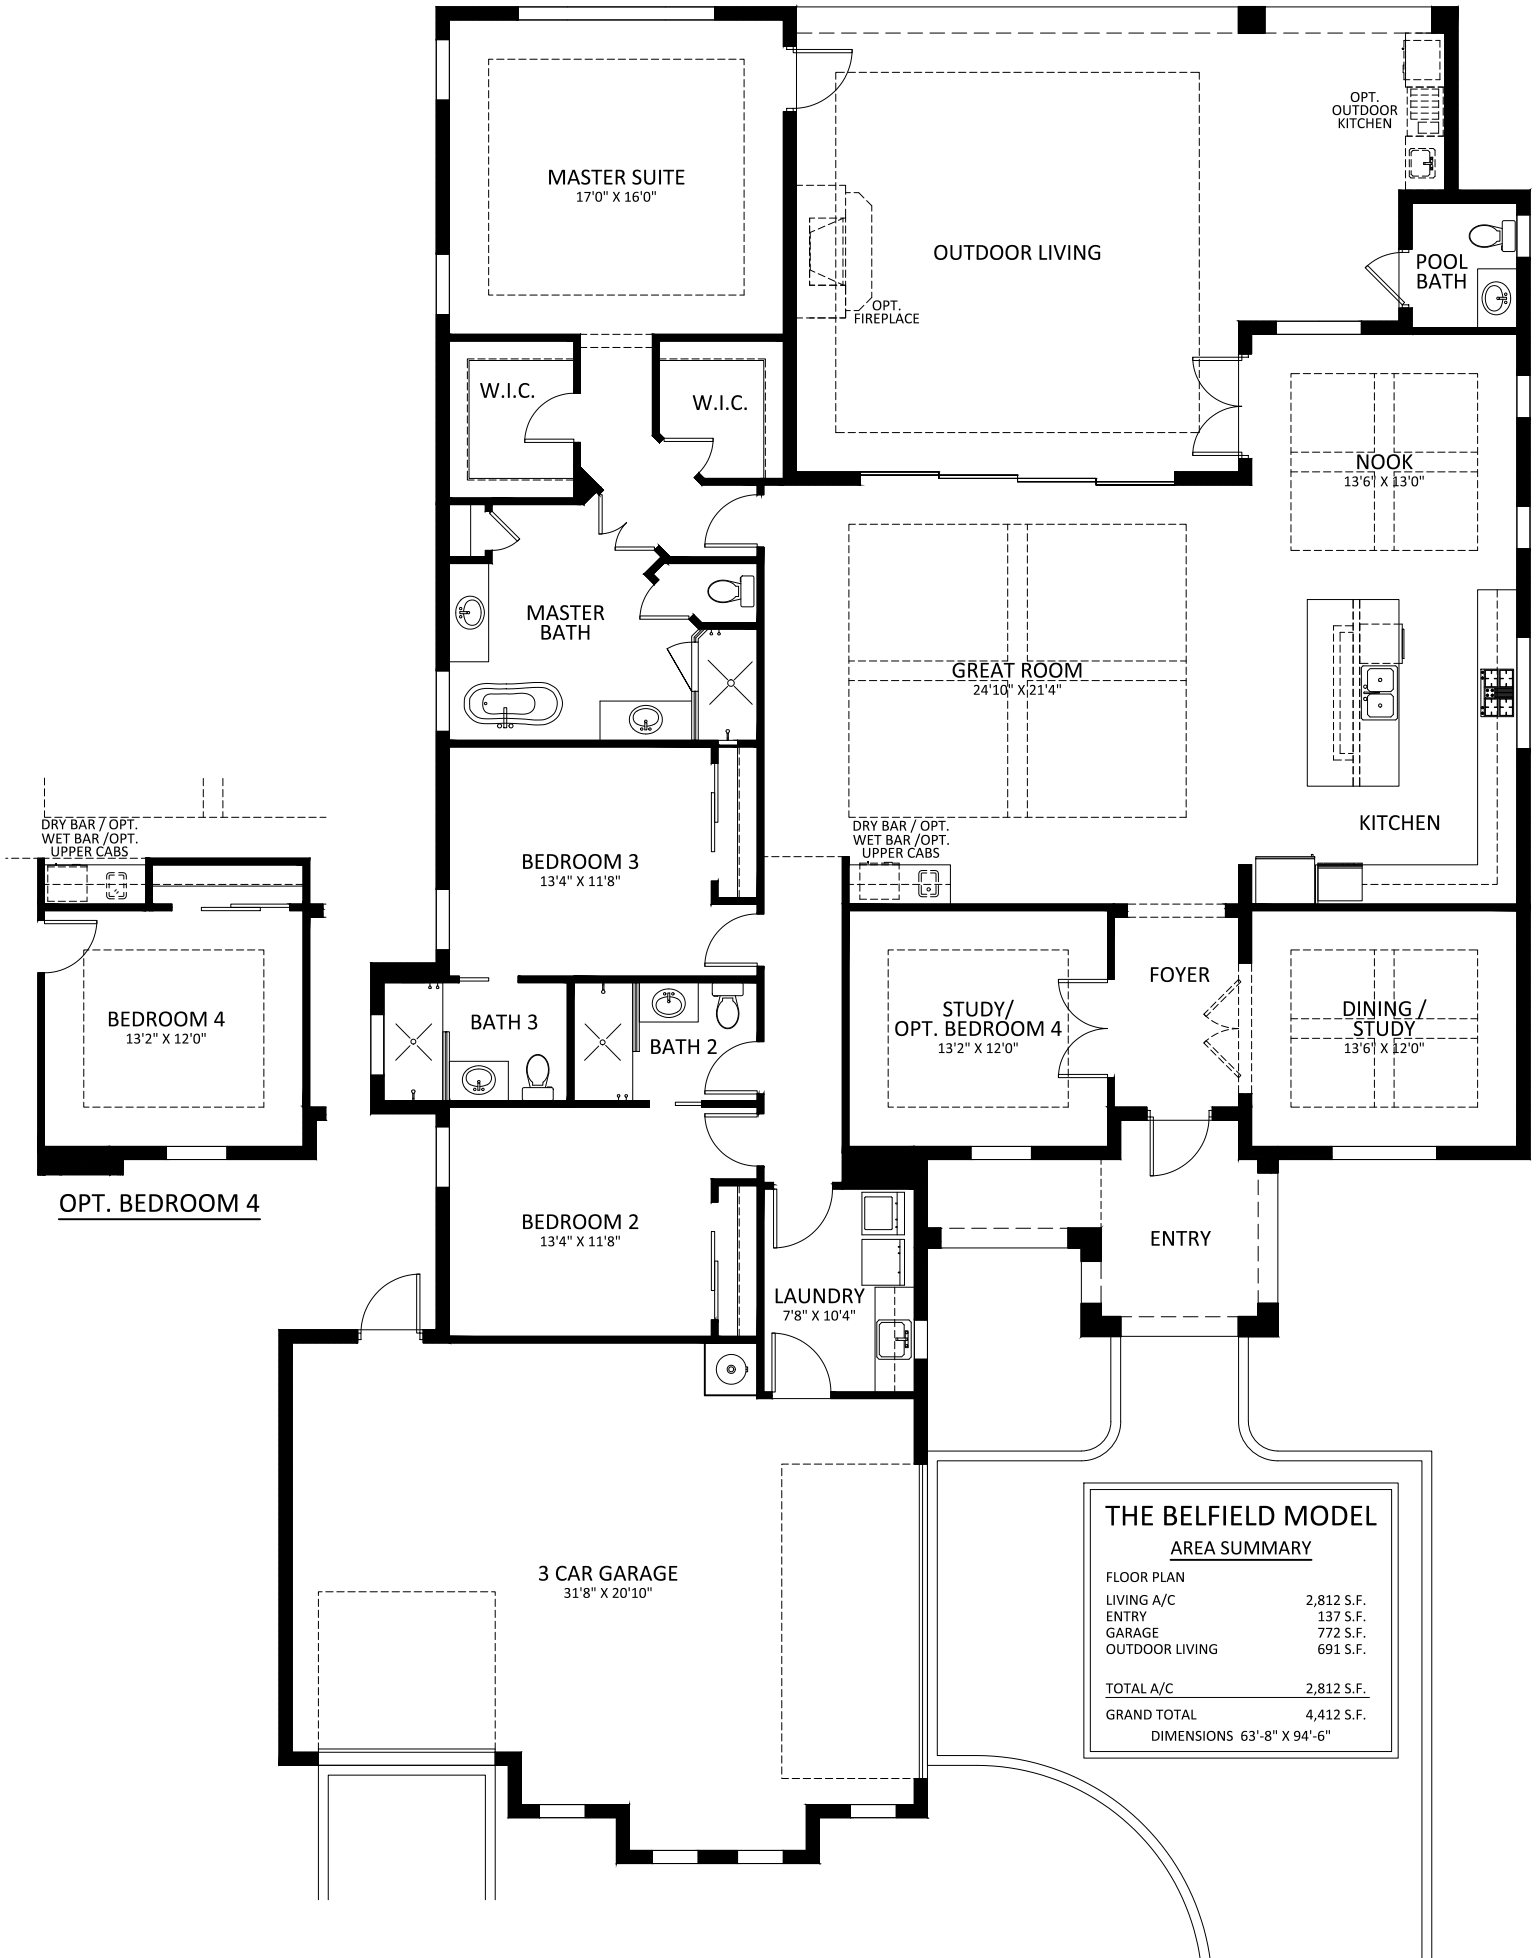 MASTER SUITE
17'0" X 16'0"
OPT.
OUTDOOR
KITCHEN
OUTDOOR LIVING
POOL
BATH
OPT.
FIREPLACE
W.I.C.
W.I.C.
NOOK
13'6" X 13'0"
MASTER
BATH
GREAT ROOM
24'10" X 21'4"
KITCHEN
DRY BAR / OPT.
WET BAR /OPT.
UPPER CABS
DRY BAR / OPT.
WET BAR /OPT.
UPPER CABS
BEDROOM 3
13'4" X 11'8"
FOYER
BEDROOM 4
13'2" X 12'0"
BATH 3
BATH 2
STUDY/
OPT. BEDROOM 4
13'2" X 12'0"
DINING /
STUDY
13'6" X 12'0"
OPT. BEDROOM 4
BEDROOM 2
13'4" X 11'8"
ENTRY
LAUNDRY
7'8" X 10'4"
3 CAR GARAGE
31'8" X 20'10"
THE BELFIELD MODEL
AREA SUMMARY
FLOOR PLAN
LIVING A/C 2,812 S.F.
ENTRY 137 S.F.
GARAGE 772 S.F.
OUTDOOR LIVING 691 S.F.
TOTAL A/C 2,812 S.F.
GRAND TOTAL 4,412 S.F.
DIMENSIONS 63'-8" X 94'-6"